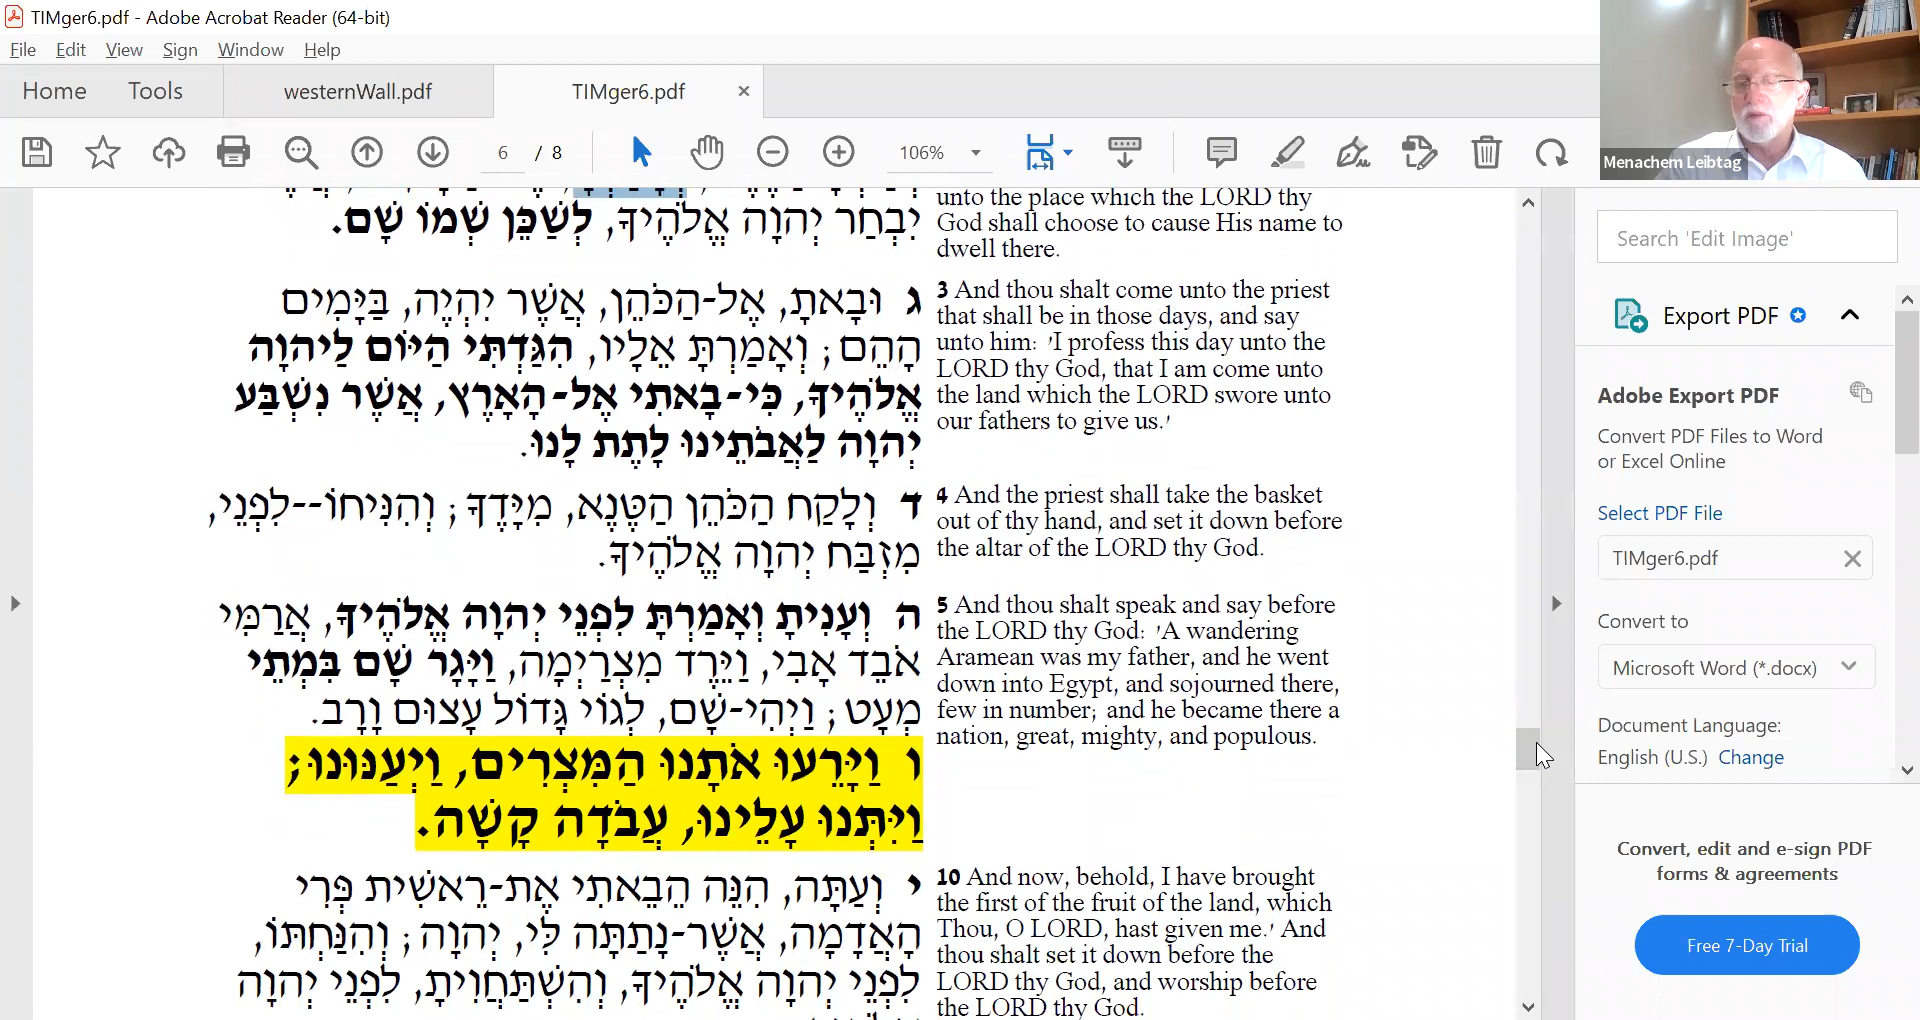 TIMger6.pdf - Adobe Acrobat Reader (64-bit)
File Edit View Sign Window Help
Home Tools westernWall.pdf TIMger6.pdf ×
6 / 8 106%
Menachem Leibtag
יִבְחַר יְהוָה אֱלֹהֶיךָ, לְשַׁכֵּן שְׁמוֹ שָׁם.
ג וּבָאתָ, אֶל-הַכֹּהֵן, אֲשֶׁר יִהְיֶה, בַּיָּמִים
הָהֵם; וְאָמַרְתָּ אֵלָיו, הִגַּדְתִּי הַיּוֹם לַיהוָה
אֱלֹהֶיךָ, כִּי-בָאתִי אֶל-הָאָרֶץ, אֲשֶׁר נִשְׁבַּע
יְהוָה לַאֲבֹתֵינוּ לָתֶת לָנוּ.
ד וְלָקַח הַכֹּהֵן הַטֶּנֶא, מִיָּדֶךָ; וְהִנִּיחוֹ--לִפְנֵי,
מִזְבַּח יְהוָה אֱלֹהֶיךָ.
ה וְעָנִיתָ וְאָמַרְתָּ לִפְנֵי יְהוָה אֱלֹהֶיךָ, אֲרַמִּי
אֹבֵד אָבִי, וַיֵּרֶד מִצְרַיְמָה, וַיָּגָר שָׁם בִּמְתֵי
מְעָט; וַיְהִי-שָׁם, לְגוֹי גָּדוֹל עָצוּם וָרָב.
ו וַיָּרֵעוּ אֹתָנוּ הַמִּצְרִים, וַיְעַנּוּנוּ;
וַיִּתְּנוּ עָלֵינוּ, עֲבֹדָה קָשָׁה.
י וְעַתָּה, הִנֵּה הֵבֵאתִי אֶת-רֵאשִׁית פְּרִי
הָאֲדָמָה, אֲשֶׁר-נָתַתָּה לִּי, יְהוָה; וְהִנַּחְתּוֹ,
לִפְנֵי יְהוָה אֱלֹהֶיךָ, וְהִשְׁתַּחֲוִיתָ, לִפְנֵי יְהוָה
unto the place which the LORD thy
God shall choose to cause His name to
dwell there.
3 And thou shalt come unto the priest
that shall be in those days, and say
unto him: 'I profess this day unto the
LORD thy God, that I am come unto
the land which the LORD swore unto
our fathers to give us.'
4 And the priest shall take the basket
out of thy hand, and set it down before
the altar of the LORD thy God.
5 And thou shalt speak and say before
the LORD thy God: 'A wandering
Aramean was my father, and he went
down into Egypt, and sojourned there,
few in number; and he became there a
nation, great, mighty, and populous.
10 And now, behold, I have brought
the first of the fruit of the land, which
Thou, O LORD, hast given me.' And
thou shalt set it down before the
LORD thy God, and worship before
the LORD thy God.
Search 'Edit Image'
Export PDF
Adobe Export PDF
Convert PDF Files to Word
or Excel Online
Select PDF File
TIMger6.pdf
Convert to
Microsoft Word (*.docx)
Document Language:
English (U.S.) Change
Convert, edit and e-sign PDF
forms & agreements
Free 7-Day Trial